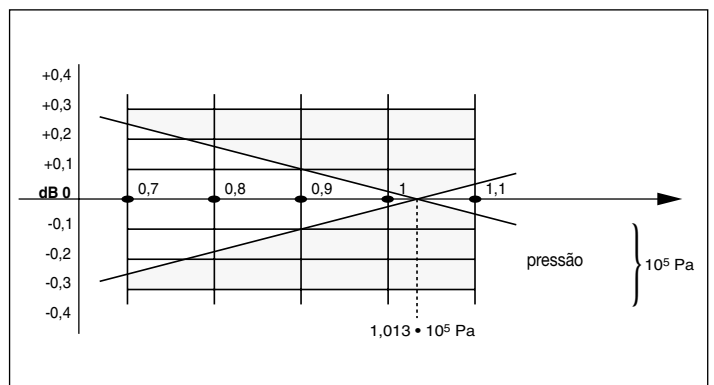 +0,4
+0,3
+0,2
+0,1
dB 0
-0,1
-0,2
-0,3
-0,4
0,7 0,8 0,9 1 1,1
pressão
10⁵ Pa
1,013 • 10⁵ Pa